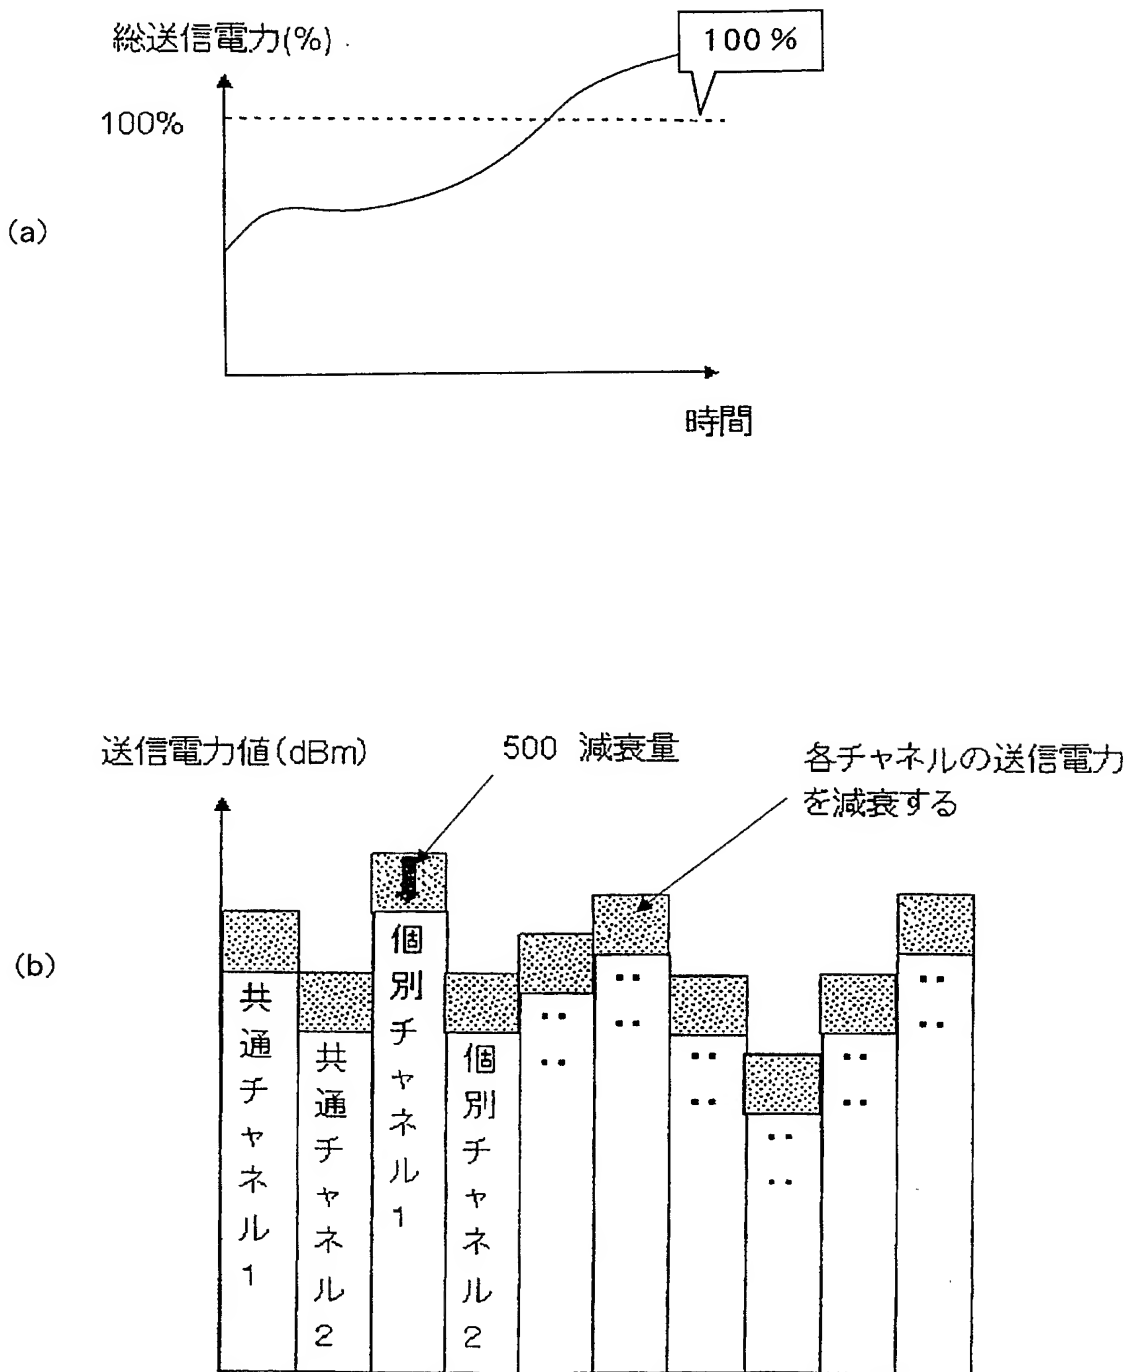 総送信電力(%)
100%
100%
(a)
時間
送信電力値(dBm)
500 減衰量
各チャネルの送信電力
を減衰する
(b)
共通チャネル1
共通チャネル2
個別チャネル1
個別チャネル2